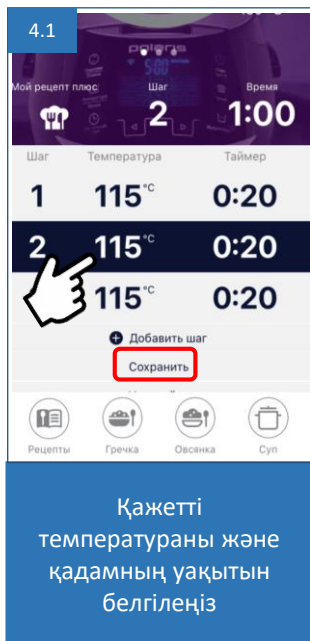 4.1
polaris
Мой рецепт плюс Шаг Время
2 1:00
Шаг Температура Таймер
1 115°C 0:20
2 115°C 0:20
115°C 0:20
Добавить шаг
Сохранить
Рецепты Гречка Овсянка Суп
Қажетті
температураны және
қадамның уақытын
белгілеңіз